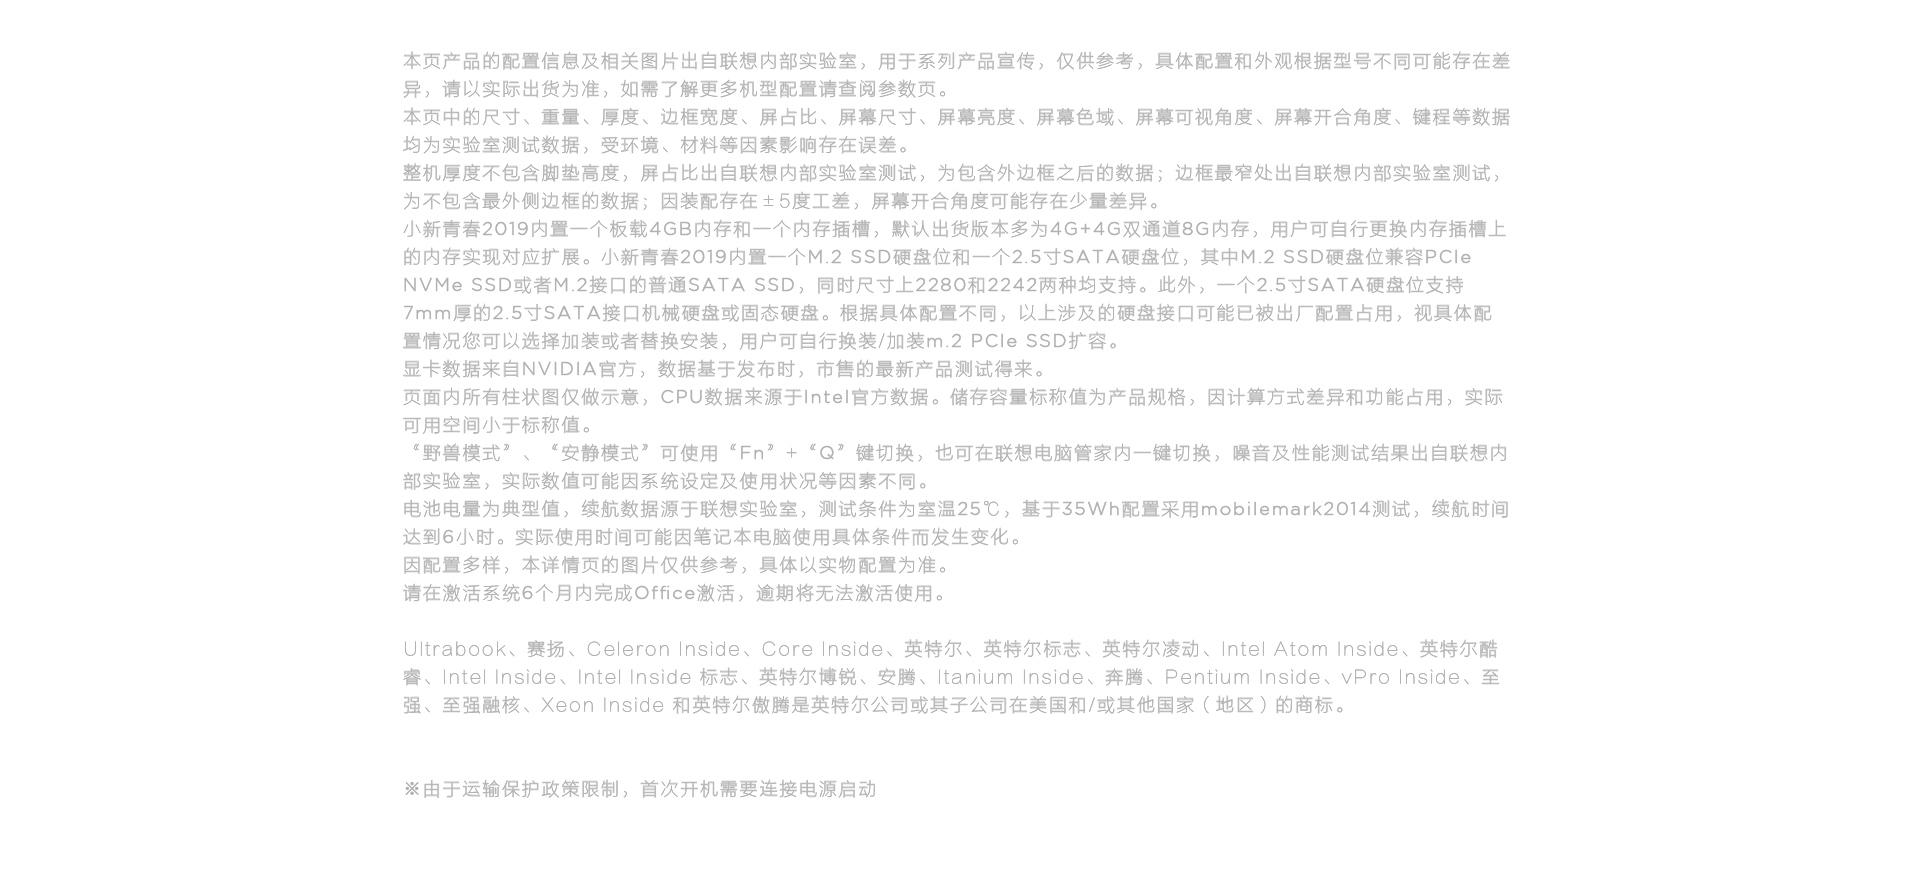 本页产品的配置信息及相关图片出自联想内部实验室，用于系列产品宣传，仅供参考，具体配置和外观根据型号不同可能存在差
异，请以实际出货为准，如需了解更多机型配置请查阅参数页。
本页中的尺寸、重量、厚度、边框宽度、屏占比、屏幕尺寸、屏幕亮度、屏幕色域、屏幕可视角度、屏幕开合角度、键程等数据
均为实验室测试数据，受环境、材料等因素影响存在误差。
整机厚度不包含脚垫高度，屏占比出自联想内部实验室测试，为包含外边框之后的数据；边框最窄处出自联想内部实验室测试，
为不包含最外侧边框的数据；因装配存在±5度工差，屏幕开合角度可能存在少量差异。
小新青春2019内置一个板载4GB内存和一个内存插槽，默认出货版本多为4G+4G双通道8G内存，用户可自行更换内存插槽上
的内存实现对应扩展。小新青春2019内置一个M.2 SSD硬盘位和一个2.5寸SATA硬盘位，其中M.2 SSD硬盘位兼容PCIe
NVMe SSD或者M.2接口的普通SATA SSD，同时尺寸上2280和2242两种均支持。此外，一个2.5寸SATA硬盘位支持
7mm厚的2.5寸SATA接口机械硬盘或固态硬盘。根据具体配置不同，以上涉及的硬盘接口可能已被出厂配置占用，视具体配
置情况您可以选择加装或者替换安装，用户可自行换装/加装m.2 PCIe SSD扩容。
显卡数据来自NVIDIA官方，数据基于发布时，市售的最新产品测试得来。
页面内所有柱状图仅做示意，CPU数据来源于Intel官方数据。储存容量标称值为产品规格，因计算方式差异和功能占用，实际
可用空间小于标称值。
“野兽模式”、“安静模式”可使用“Fn”+“Q”键切换，也可在联想电脑管家内一键切换，噪音及性能测试结果出自联想内
部实验室，实际数值可能因系统设定及使用状况等因素不同。
电池电量为典型值，续航数据源于联想实验室，测试条件为室温25℃，基于35Wh配置采用mobilemark2014测试，续航时间
达到6小时。实际使用时间可能因笔记本电脑使用具体条件而发生变化。
因配置多样，本详情页的图片仅供参考，具体以实物配置为准。
请在激活系统6个月内完成Office激活，逾期将无法激活使用。
Ultrabook、赛扬、Celeron Inside、Core Inside、英特尔、英特尔标志、英特尔凌动、Intel Atom Inside、英特尔酷
睿、Intel Inside、Intel Inside 标志、英特尔博锐、安腾、Itanium Inside、奔腾、Pentium Inside、vPro Inside、至
强、至强融核、Xeon Inside 和英特尔傲腾是英特尔公司或其子公司在美国和/或其他国家（地区）的商标。
※由于运输保护政策限制，首次开机需要连接电源启动